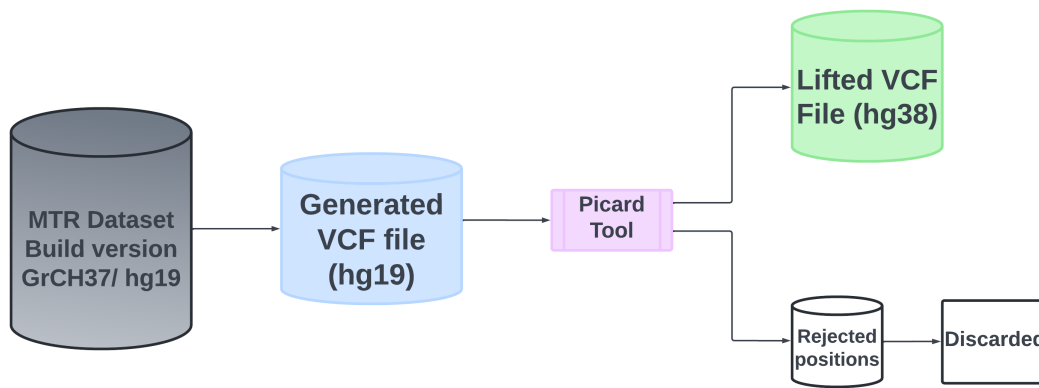 MTR Dataset
Build version
GrCH37/ hg19
Generated
VCF file
(hg19)
Picard
Tool
Lifted VCF
File (hg38)
Rejected
positions
Discarded